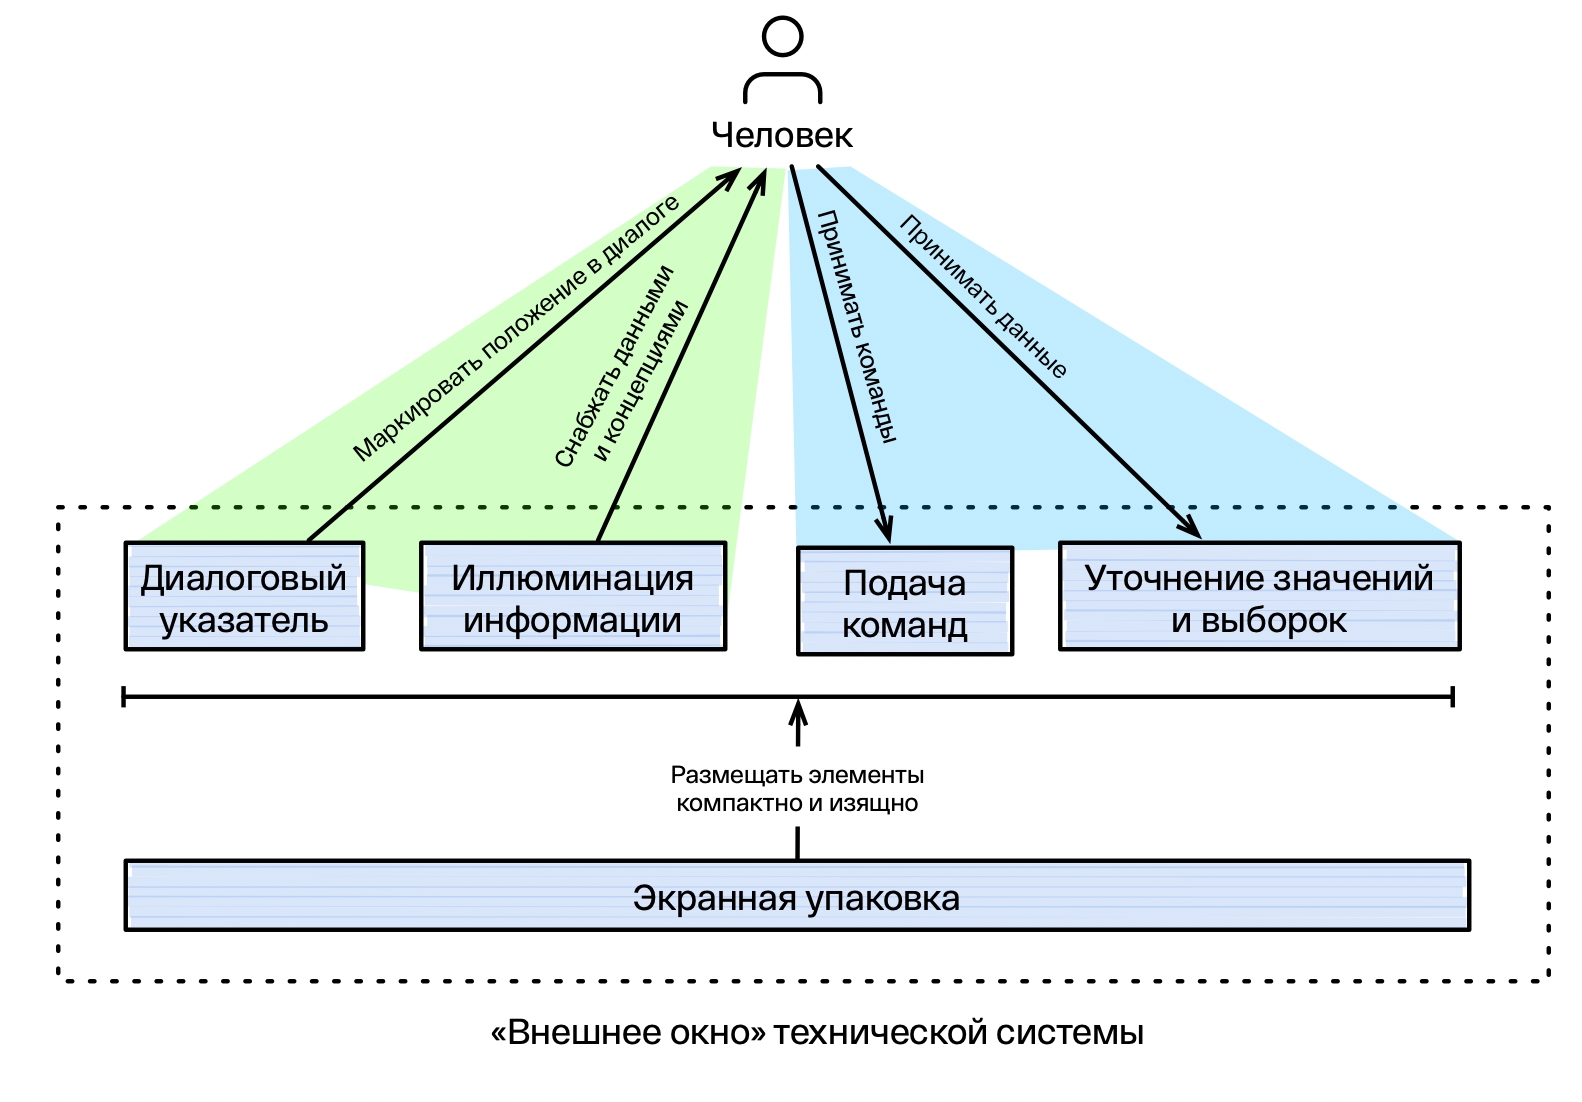 Человек
Маркировать положение в диалоге
Снабжать данными
и концепциями
Принимать команды
Принимать данные
Диалоговый
указатель
Иллюминация
информации
Подача
команд
Уточнение значений
и выборок
Размещать элементы
компактно и изящно
Экранная упаковка
«Внешнее окно» технической системы